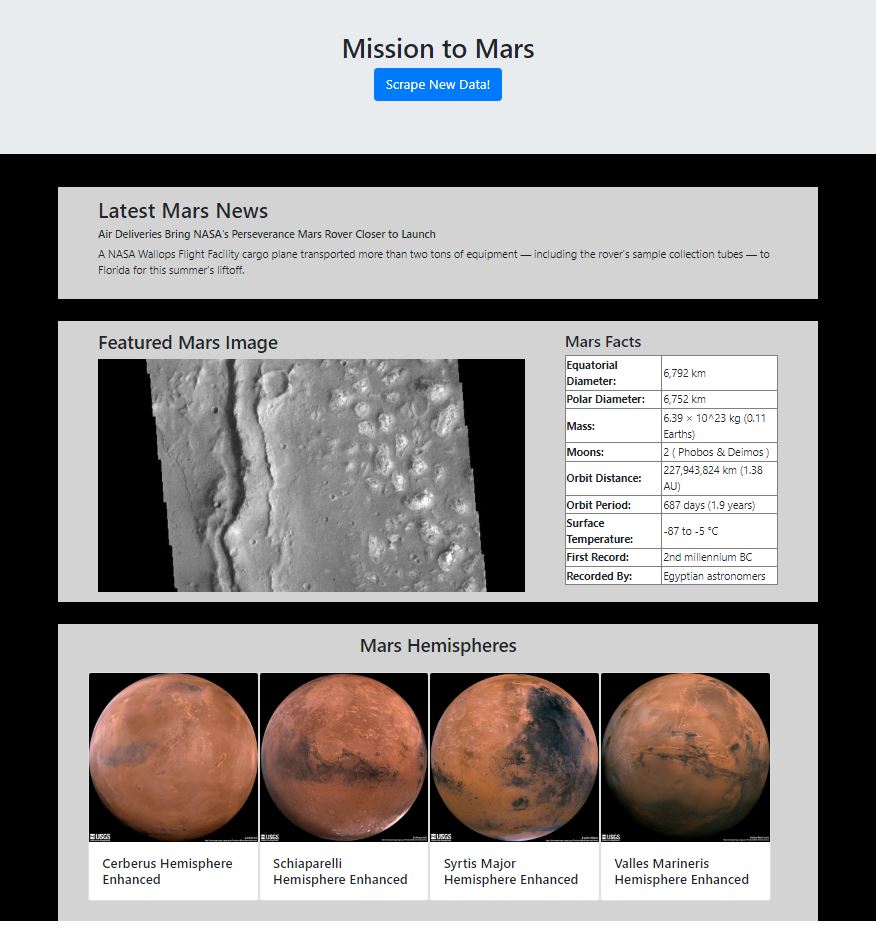 Mission to Mars
Scrape New Data!
Latest Mars News
Air Deliveries Bring NASA's Perseverance Mars Rover Closer to Launch
A NASA Wallops Flight Facility cargo plane transported more than two tons of equipment — including the rover's sample collection tubes — to
Florida for this summer's liftoff.
Featured Mars Image
Mars Facts
Equatorial
Diameter:
6,792 km
Polar Diameter:
6,752 km
Mass:
6.39 × 10^23 kg (0.11
Earths)
Moons:
2 ( Phobos & Deimos )
Orbit Distance:
227,943,824 km (1.38
AU)
Orbit Period:
687 days (1.9 years)
Surface
Temperature:
-87 to -5 °C
First Record:
2nd millennium BC
Recorded By:
Egyptian astronomers
Mars Hemispheres
USGS
USGS
USGS
USGS
Cerberus Hemisphere
Enhanced
Schiaparelli
Hemisphere Enhanced
Syrtis Major
Hemisphere Enhanced
Valles Marineris
Hemisphere Enhanced